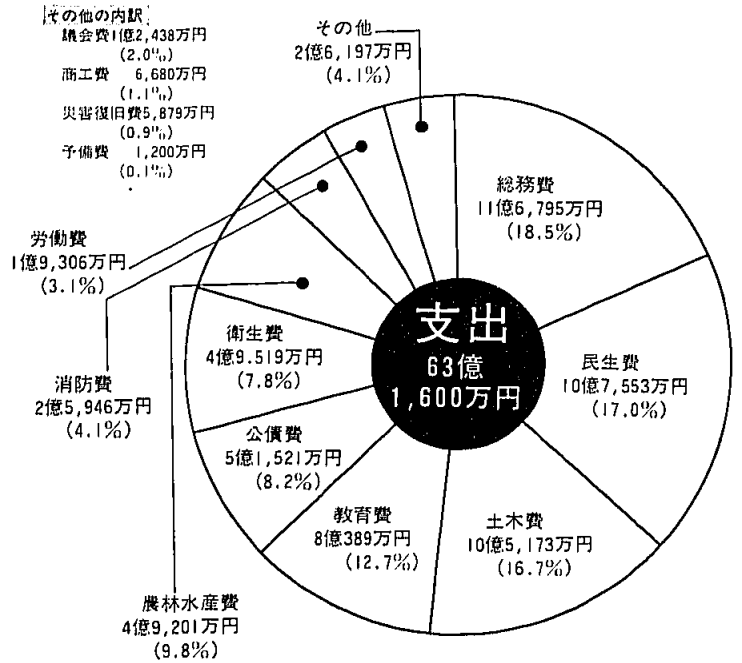 その他の内訳
議会費1億2,438万円
(2.0%)
商工費 6,680万円
(1.1%)
災害復旧費5,879万円
(0.9%)
予備費 1,200万円
(0.1%)
その他
2億6,197万円
(4.1%)
総務費
11億6,795万円
(18.5%)
民生費
10億7,553万円
(17.0%)
土木費
10億5,173万円
(16.7%)
教育費
8億389万円
(12.7%)
公債費
5億1,521万円
(8.2%)
衛生費
4億9.519万円
(7.8%)
農林水産費
4億9,201万円
(9.8%)
消防費
2億5,946万円
(4.1%)
労働費
1億9,306万円
(3.1%)
支出
63億
1,600万円